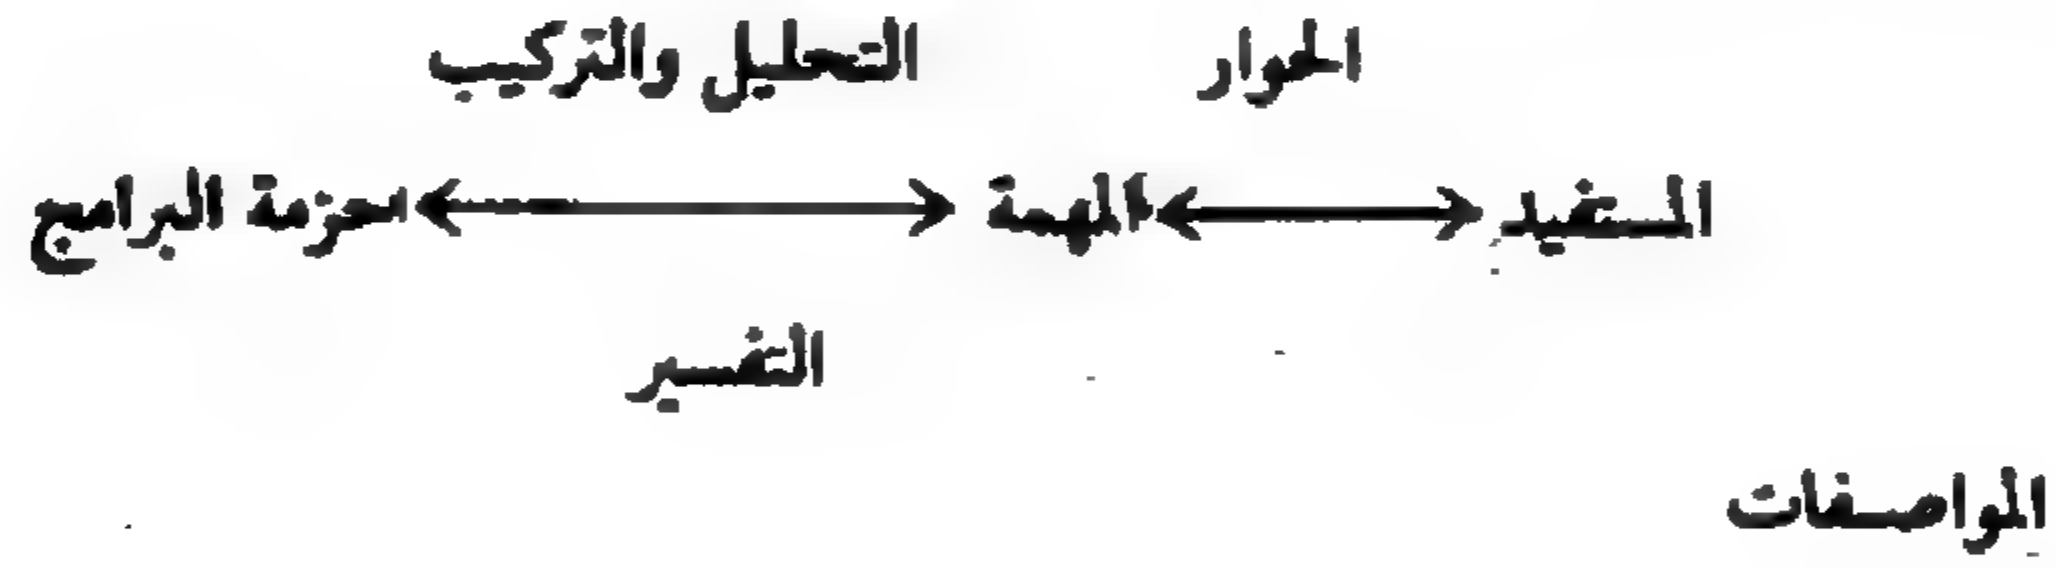 الحوار التحليل والتركيب
المستفيد المهمة حزمة البرامج
التفسير
المواصفات